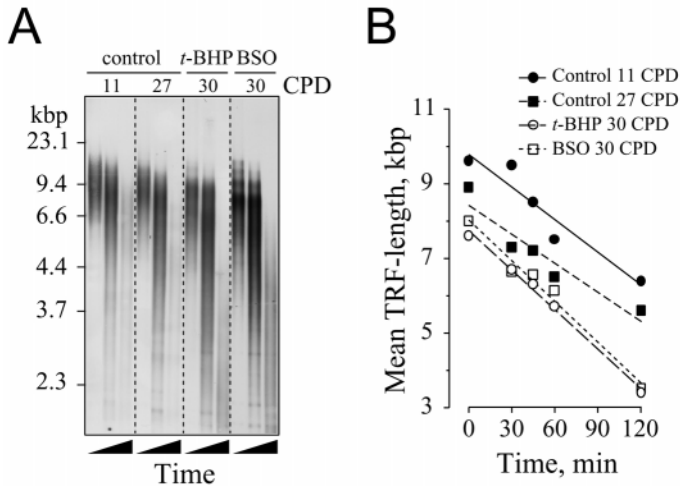 A
control t-BHP BSO
11 27 30 30 CPD
kbp
23.1
9.4
6.6
4.4
3.7
2.3
Time
B
Control 11 CPD
Control 27 CPD
t-BHP 30 CPD
BSO 30 CPD
Mean TRF-length, kbp
11
9
7
5
3
0 30 60 90 120
Time, min